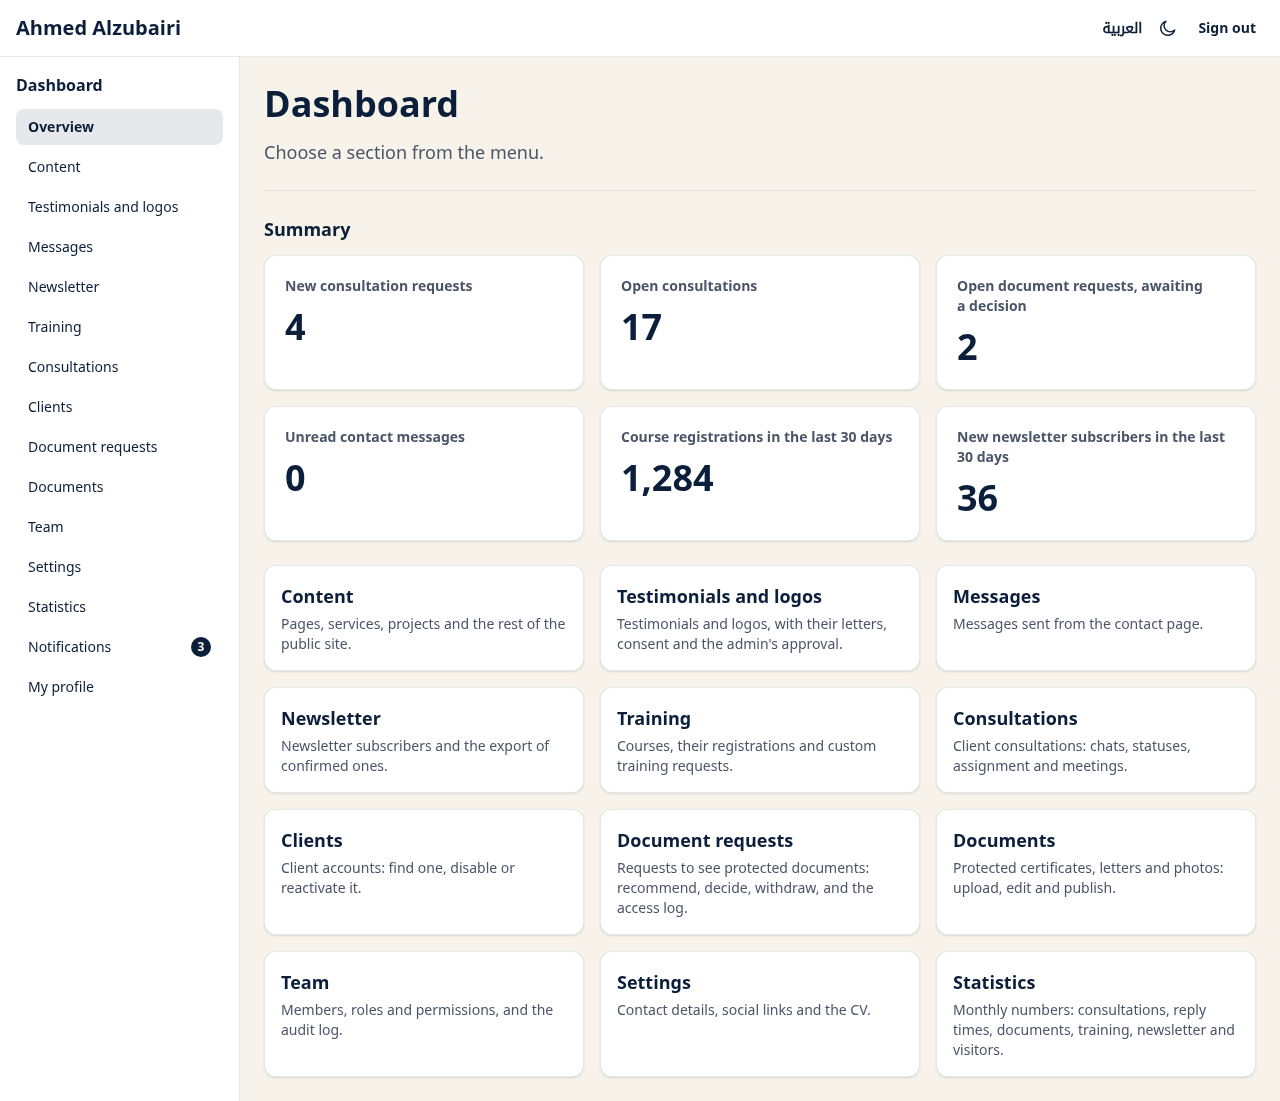 Ahmed Alzubairi
العربية
Sign out
Dashboard
Overview
Content
Testimonials and logos
Messages
Newsletter
Training
Consultations
Clients
Document requests
Documents
Team
Settings
Statistics
Notifications 3
My profile
Dashboard
Choose a section from the menu.
Summary
New consultation requests
4
Open consultations
17
Open document requests, awaiting
a decision
2
Unread contact messages
0
Course registrations in the last 30 days
1,284
New newsletter subscribers in the last
30 days
36
Content
Pages, services, projects and the rest of the
public site.
Testimonials and logos
Testimonials and logos, with their letters,
consent and the admin's approval.
Messages
Messages sent from the contact page.
Newsletter
Newsletter subscribers and the export of
confirmed ones.
Training
Courses, their registrations and custom
training requests.
Consultations
Client consultations: chats, statuses,
assignment and meetings.
Clients
Client accounts: find one, disable or
reactivate it.
Document requests
Requests to see protected documents:
recommend, decide, withdraw, and the
access log.
Documents
Protected certificates, letters and photos:
upload, edit and publish.
Team
Members, roles and permissions, and the
audit log.
Settings
Contact details, social links and the CV.
Statistics
Monthly numbers: consultations, reply
times, documents, training, newsletter and
visitors.